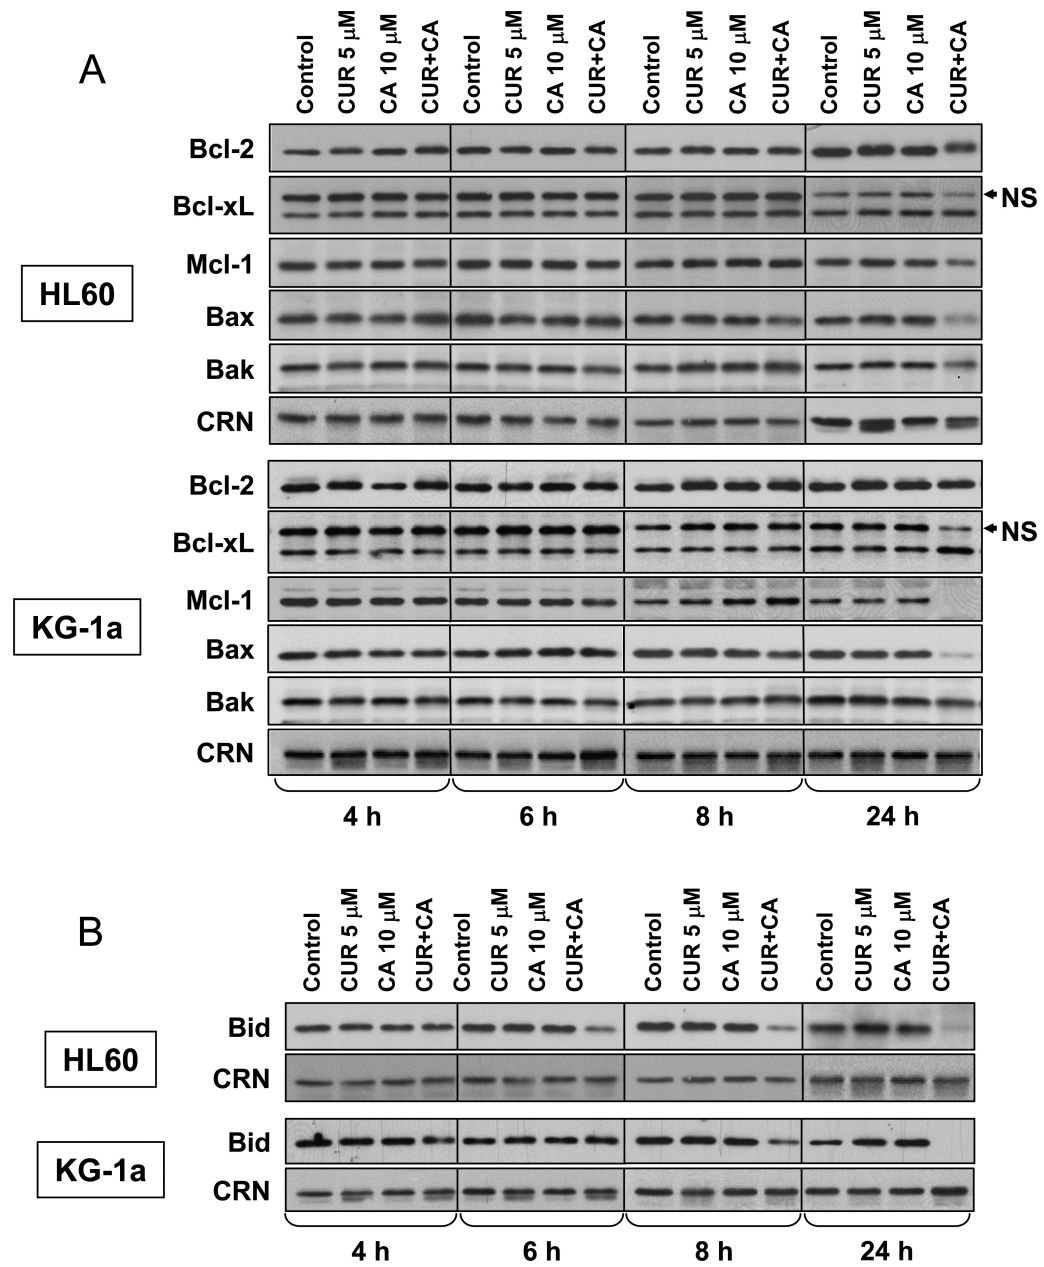 A
Control CUR 5 μM CA 10 μM CUR+CA Control CUR 5 μM CA 10 μM CUR+CA Control CUR 5 μM CA 10 μM CUR+CA Control CUR 5 μM CA 10 μM CUR+CA
HL60
Bcl-2
Bcl-xL NS
Mcl-1
Bax
Bak
CRN
KG-1a
Bcl-2
Bcl-xL NS
Mcl-1
Bax
Bak
CRN
4 h 6 h 8 h 24 h
B
Control CUR 5 μM CA 10 μM CUR+CA Control CUR 5 μM CA 10 μM CUR+CA Control CUR 5 μM CA 10 μM CUR+CA Control CUR 5 μM CA 10 μM CUR+CA
HL60
Bid
CRN
KG-1a
Bid
CRN
4 h 6 h 8 h 24 h